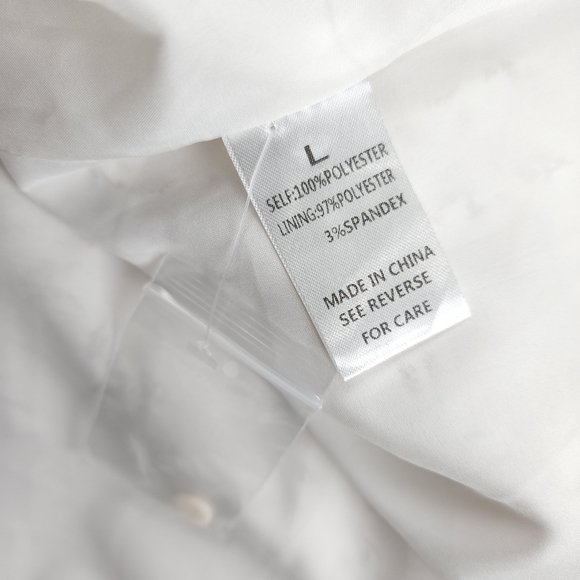 L
SELF:100%POLYESTER
LINING:97%POLYESTER
3%SPANDEX
MADE IN CHINA
SEE REVERSE
FOR CARE